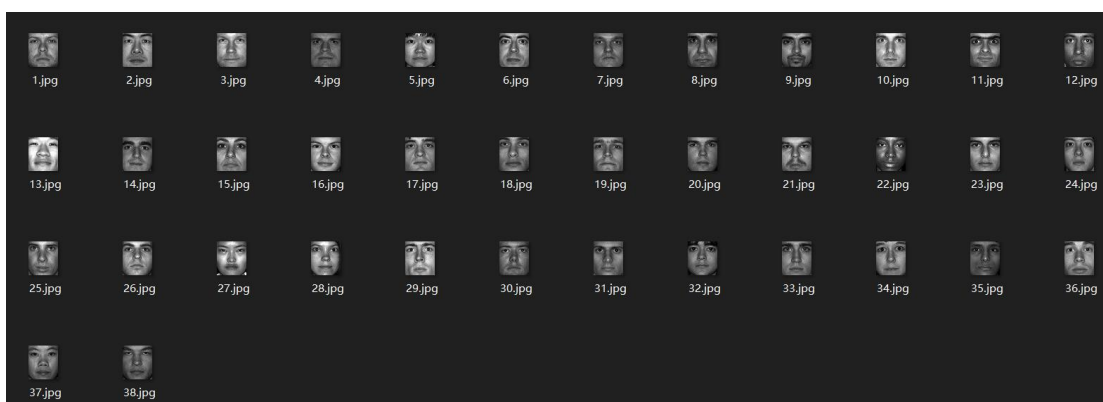 1.jpg 2.jpg 3.jpg 4.jpg 5.jpg 6.jpg 7.jpg 8.jpg 9.jpg 10.jpg 11.jpg 12.jpg
13.jpg 14.jpg 15.jpg 16.jpg 17.jpg 18.jpg 19.jpg 20.jpg 21.jpg 22.jpg 23.jpg 24.jpg
25.jpg 26.jpg 27.jpg 28.jpg 29.jpg 30.jpg 31.jpg 32.jpg 33.jpg 34.jpg 35.jpg 36.jpg
37.jpg 38.jpg